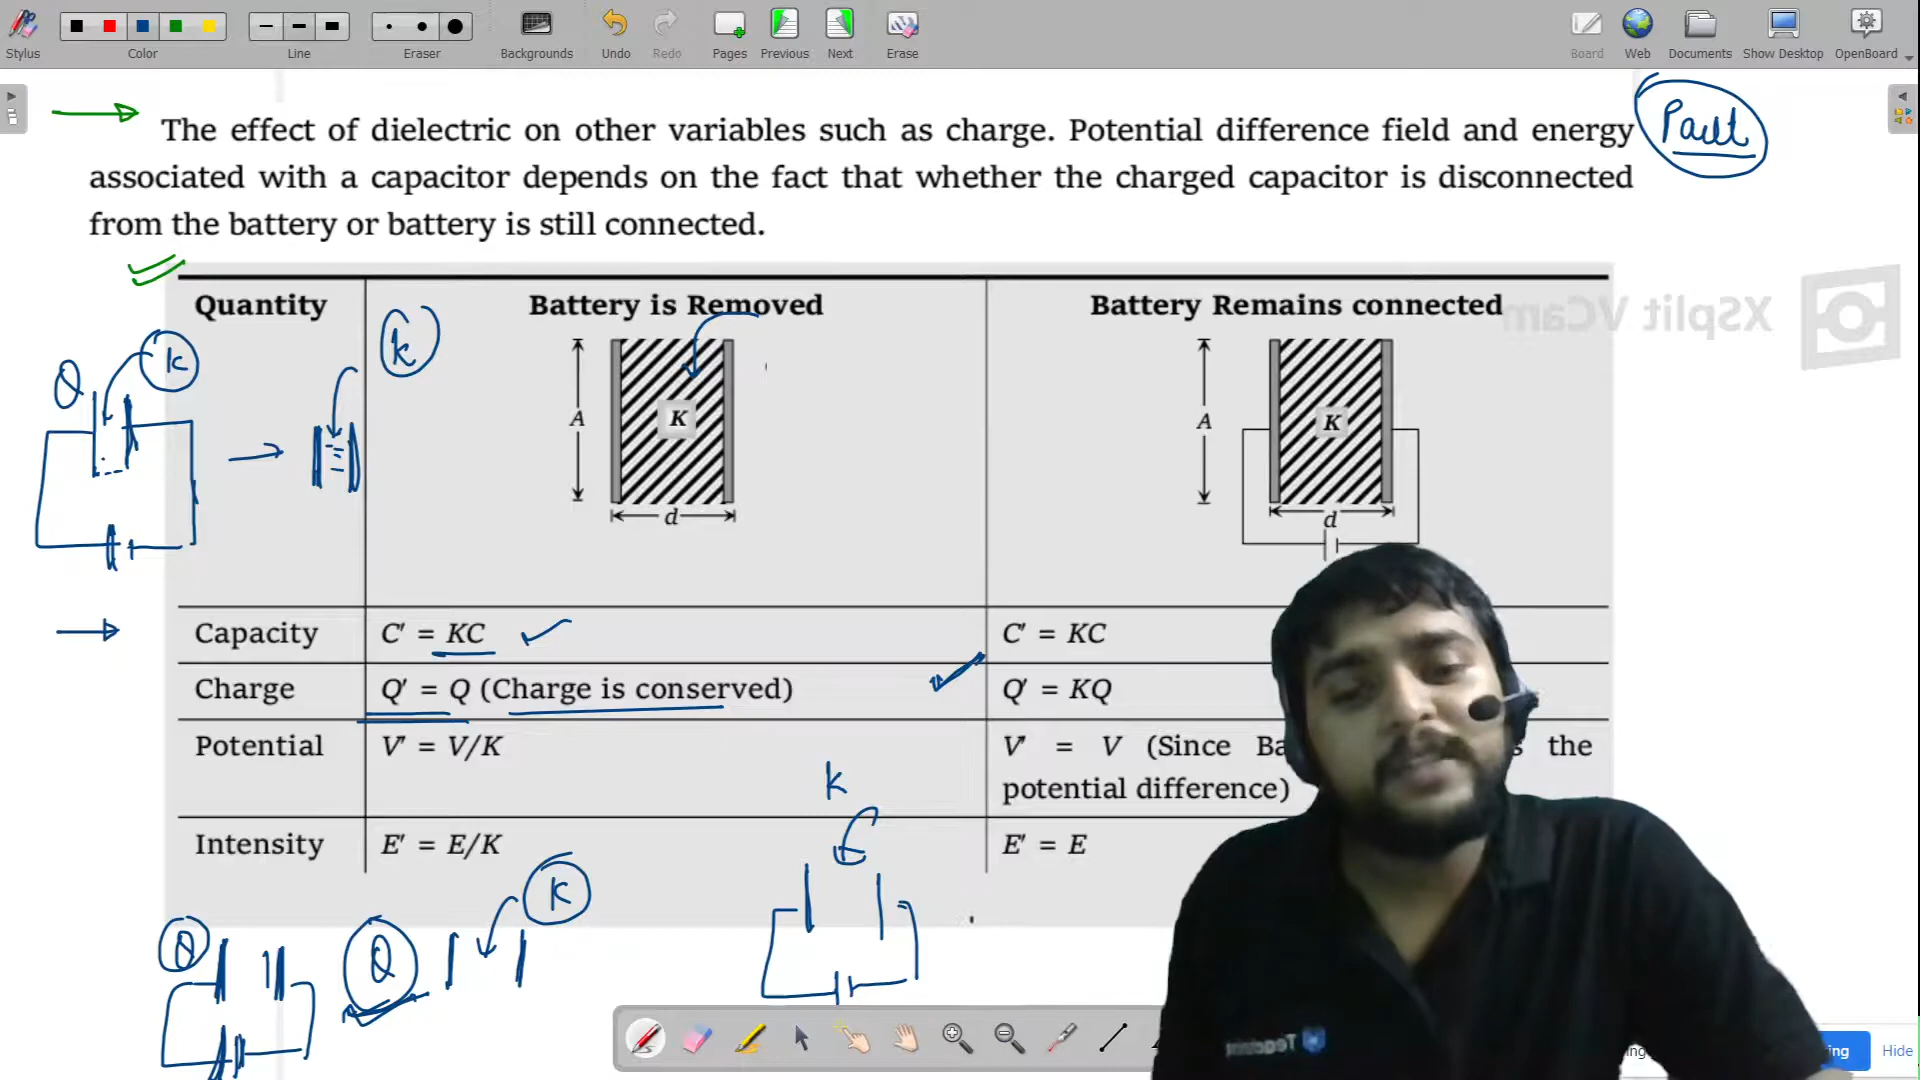 Stylus
Color
Line
Eraser
Backgrounds
Undo
Redo
Pages
Previous
Next
Erase
Board
Web
Documents
Show Desktop
OpenBoard
The effect of dielectric on other variables such as charge. Potential difference field and energy
associated with a capacitor depends on the fact that whether the charged capacitor is disconnected
from the battery or battery is still connected.
XSplit VCam
Quantity
Battery is Removed
Battery Remains connected
k
k
Q
A
K
d
A
K
d
Capacity
C' = KC
C' = KC
Charge
Q' = Q (Charge is conserved)
Q' = KQ
Potential
V' = V/K
V' = V (Since
the
potential difference)
k
Intensity
E' = E/K
E' = E
k
Q
Q
Hide